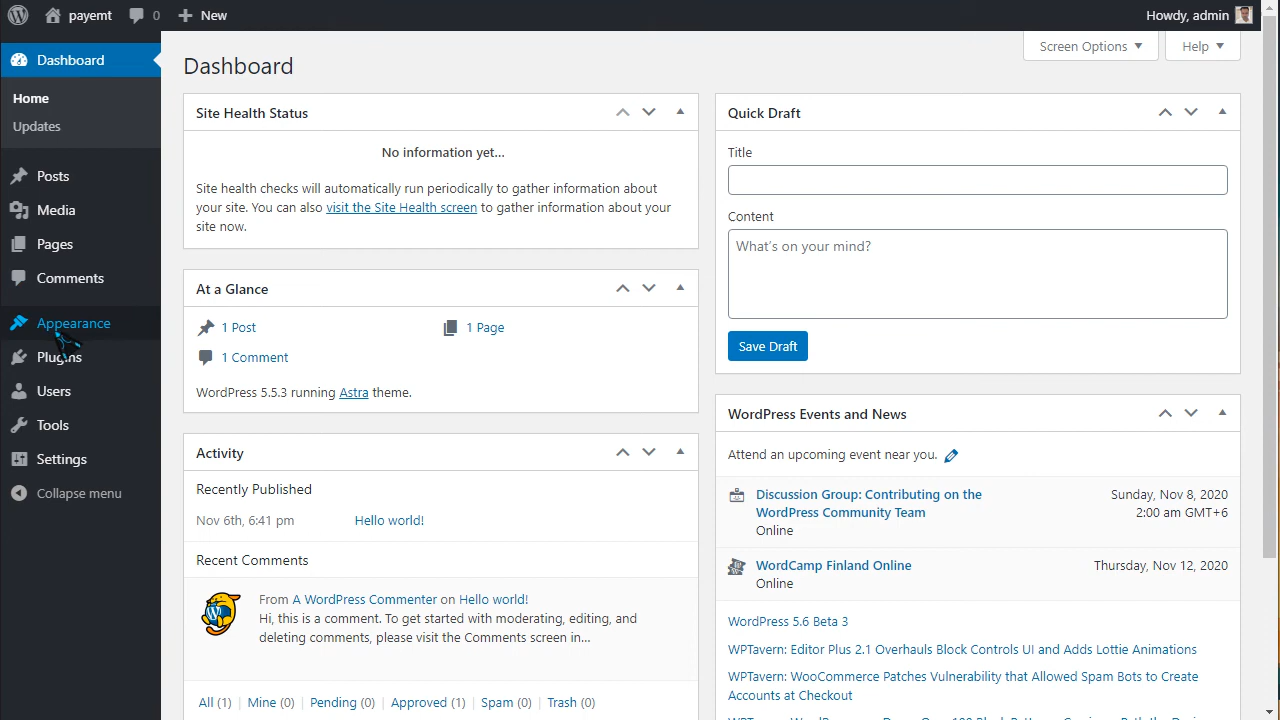 payemt
0
New
Howdy, admin
Dashboard
Home
Updates
Posts
Media
Pages
Comments
Appearance
Plugins
Users
Tools
Settings
Collapse menu
Screen Options
Help
Dashboard
Site Health Status
No information yet...
Site health checks will automatically run periodically to gather information about
your site. You can also visit the Site Health screen to gather information about your
site now.
At a Glance
1 Post
1 Page
1 Comment
WordPress 5.5.3 running Astra theme.
Activity
Recently Published
Nov 6th, 6:41 pm
Hello world!
Recent Comments
From A WordPress Commenter on Hello world!
Hi, this is a comment. To get started with moderating, editing, and
deleting comments, please visit the Comments screen in...
All (1) | Mine (0) | Pending (0) | Approved (1) | Spam (0) | Trash (0)
Quick Draft
Title
Content
What's on your mind?
Save Draft
WordPress Events and News
Attend an upcoming event near you.
Discussion Group: Contributing on the
WordPress Community Team
Online
Sunday, Nov 8, 2020
2:00 am GMT+6
WordCamp Finland Online
Online
Thursday, Nov 12, 2020
WordPress 5.6 Beta 3
WPTavern: Editor Plus 2.1 Overhauls Block Controls UI and Adds Lottie Animations
WPTavern: WooCommerce Patches Vulnerability that Allowed Spam Bots to Create
Accounts at Checkout